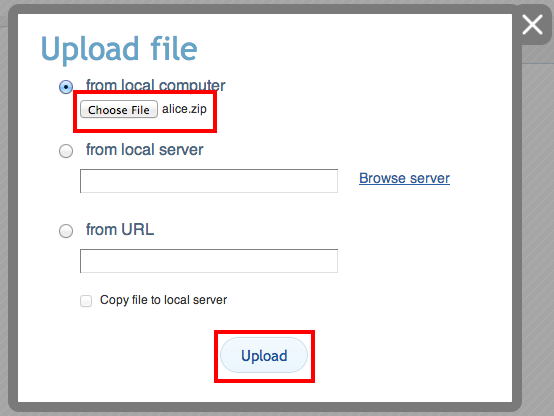 Upload file
from local computer
Choose File alice.zip
from local server
Browse server
from URL
Copy file to local server
Upload